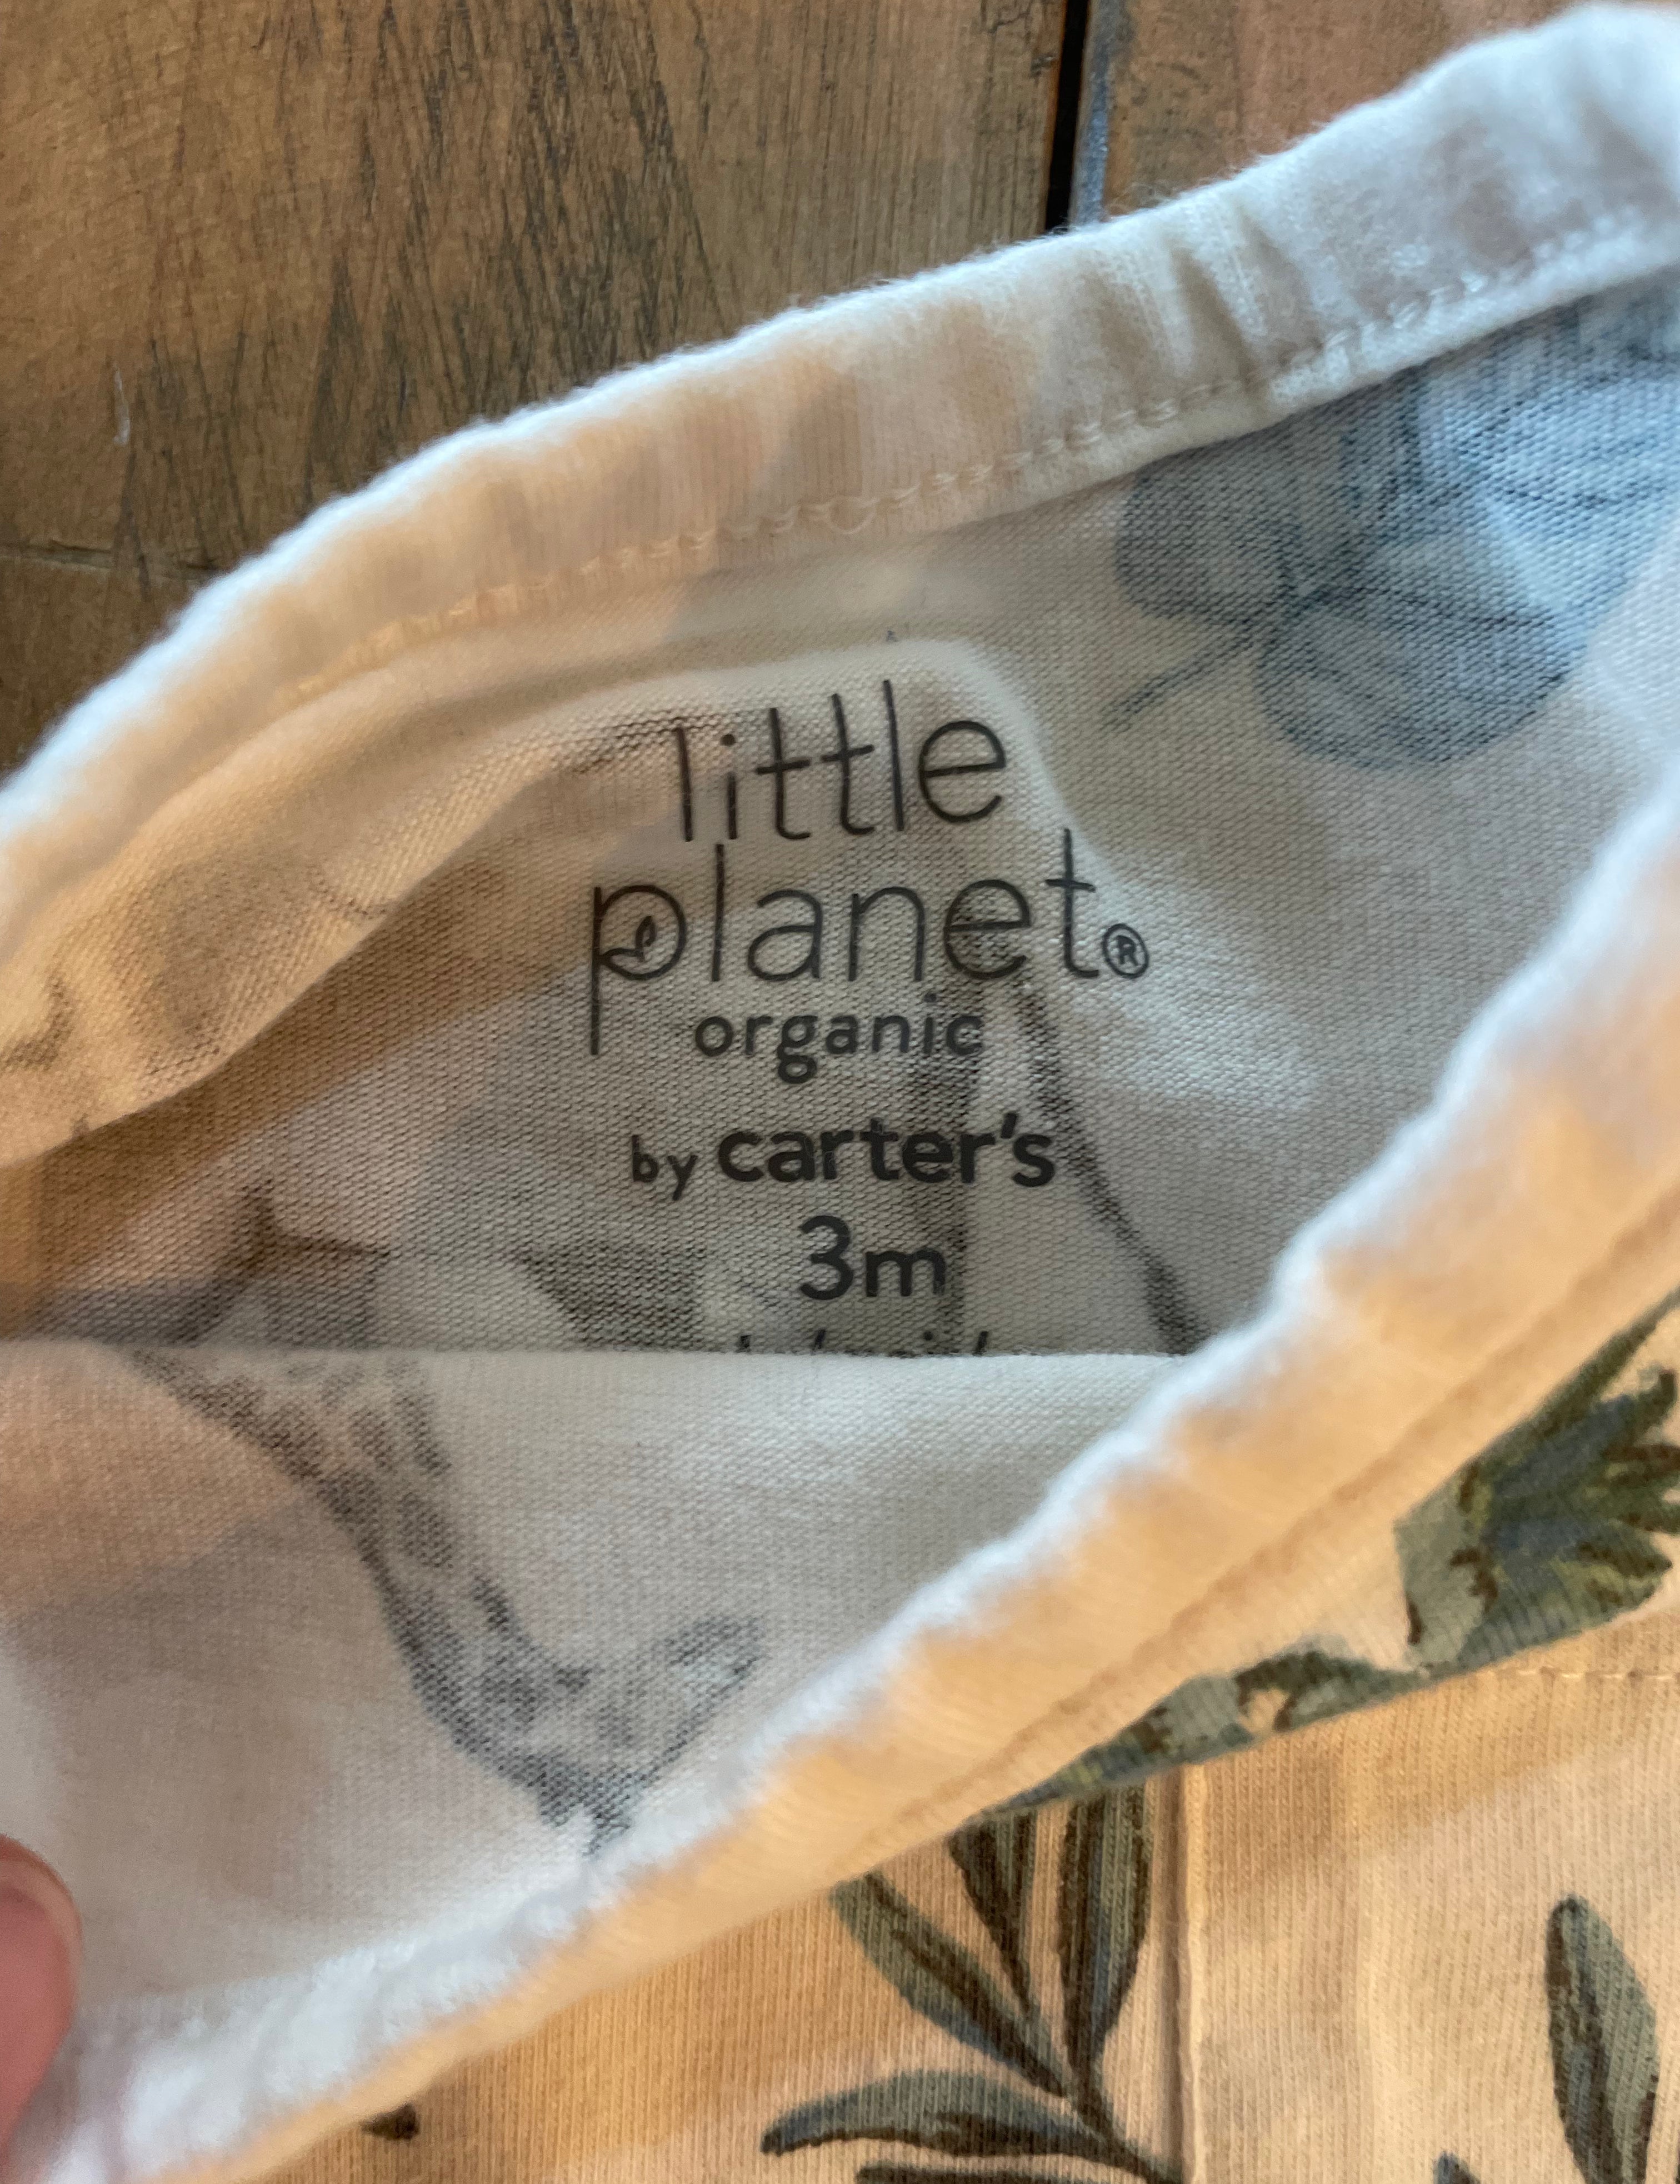 little
planet®
organic
by carter's
3m